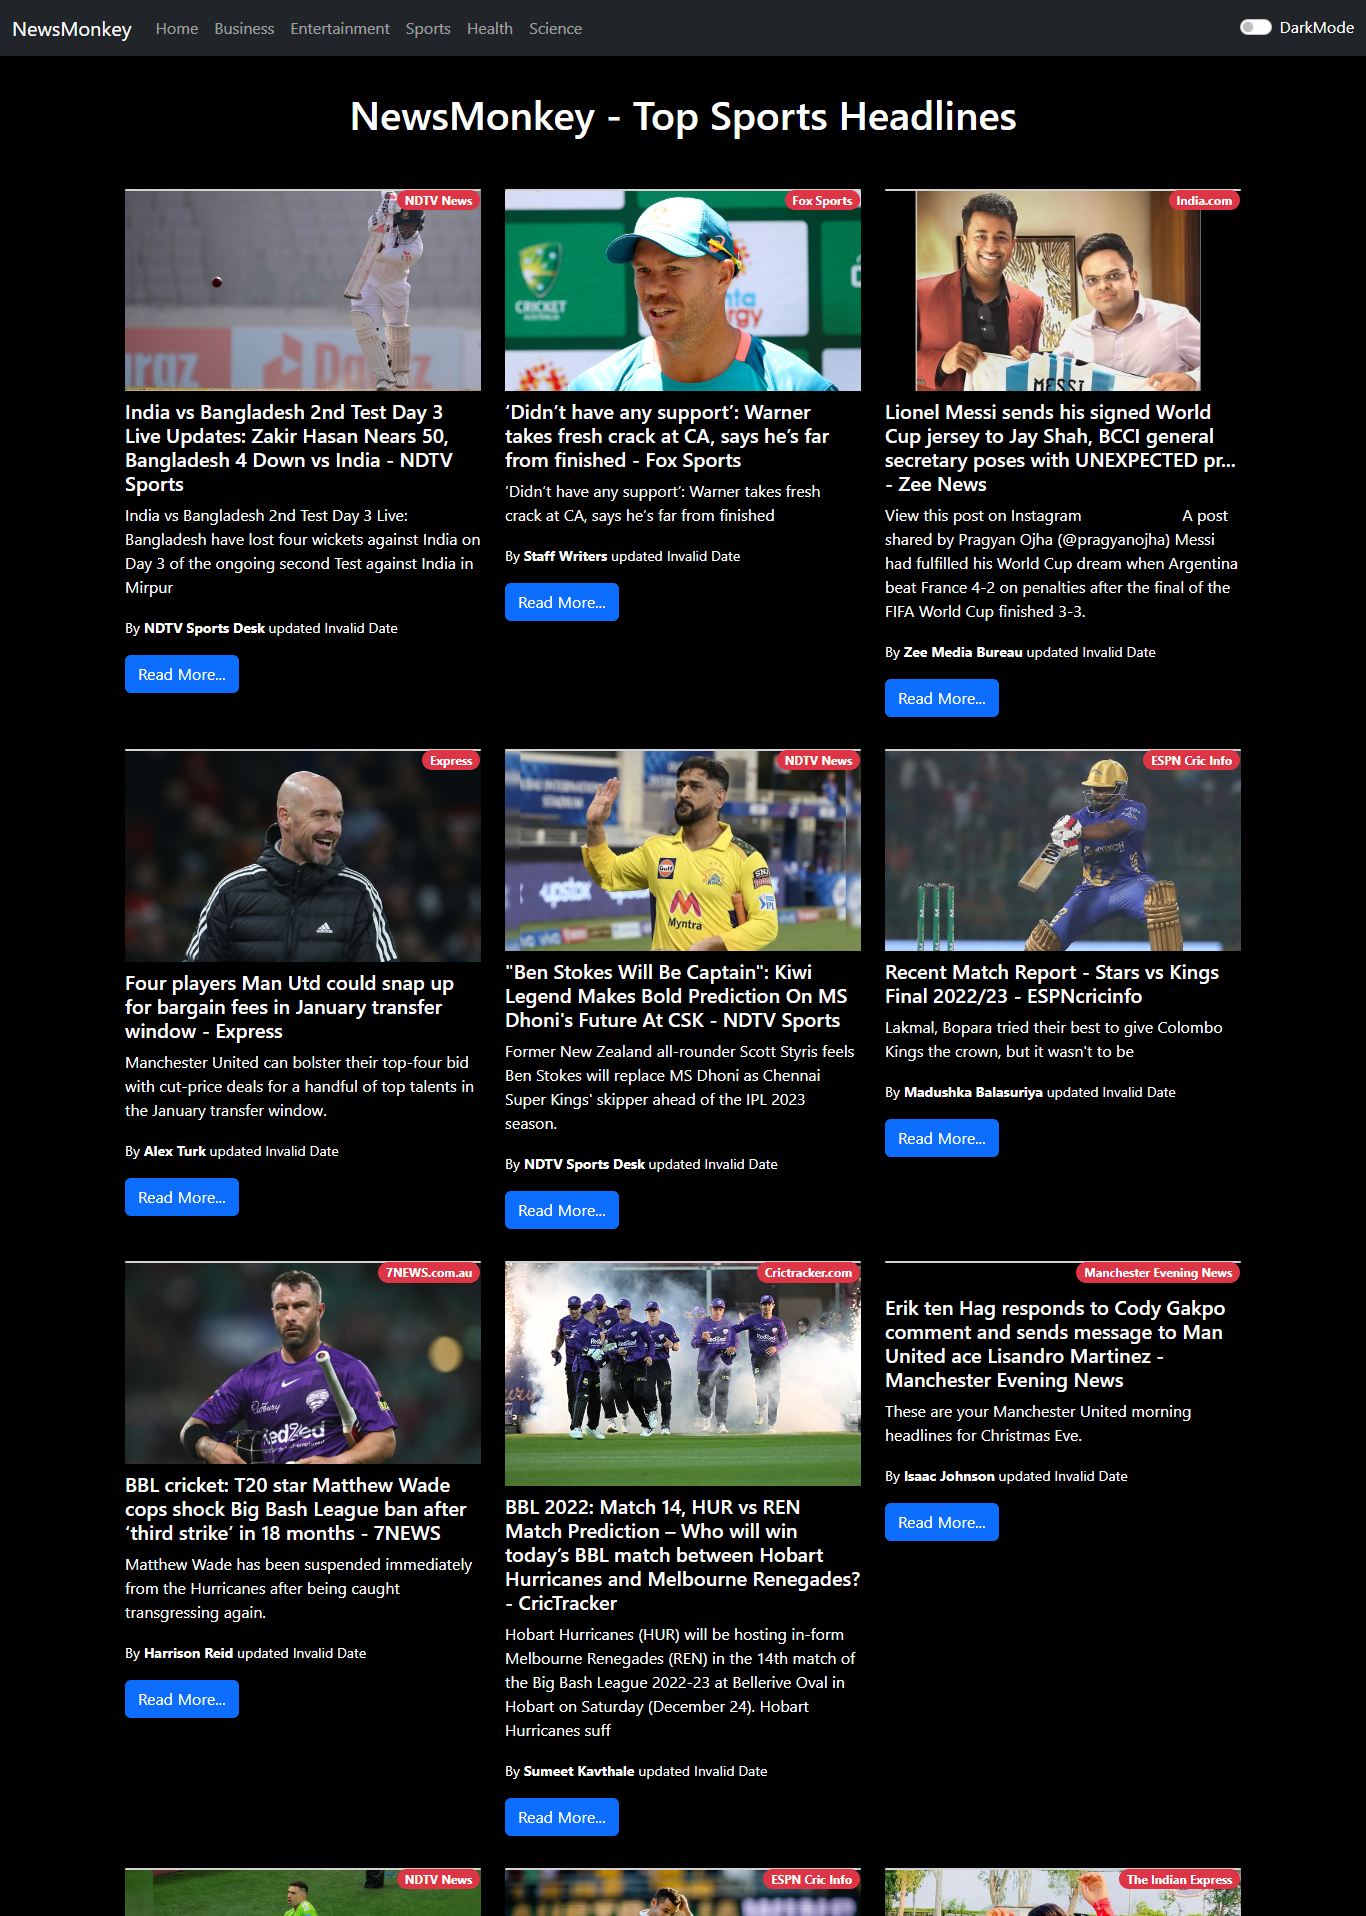 NewsMonkey Home Business Entertainment Sports Health Science DarkMode
NewsMonkey - Top Sports Headlines
NDTV News
India vs Bangladesh 2nd Test Day 3
Live Updates: Zakir Hasan Nears 50,
Bangladesh 4 Down vs India - NDTV
Sports
India vs Bangladesh 2nd Test Day 3 Live:
Bangladesh have lost four wickets against India on
Day 3 of the ongoing second Test against India in
Mirpur
By NDTV Sports Desk updated Invalid Date
Read More...
Fox Sports
CRICKET
‘Didn’t have any support’: Warner
takes fresh crack at CA, says he’s far
from finished - Fox Sports
‘Didn’t have any support’: Warner takes fresh
crack at CA, says he’s far from finished
By Staff Writers updated Invalid Date
Read More...
India.com
MESSI
Lionel Messi sends his signed World
Cup jersey to Jay Shah, BCCI general
secretary poses with UNEXPECTED pr...
- Zee News
View this post on Instagram A post
shared by Pragyan Ojha (@pragyanojha) Messi
had fulfilled his World Cup dream when Argentina
beat France 4-2 on penalties after the final of the
FIFA World Cup finished 3-3.
By Zee Media Bureau updated Invalid Date
Read More...
Express
adidas
Four players Man Utd could snap up
for bargain fees in January transfer
window - Express
Manchester United can bolster their top-four bid
with cut-price deals for a handful of top talents in
the January transfer window.
By Alex Turk updated Invalid Date
Read More...
NDTV News
Gulf
SNJ
upstox
IPL
Myntra
"Ben Stokes Will Be Captain": Kiwi
Legend Makes Bold Prediction On MS
Dhoni's Future At CSK - NDTV Sports
Former New Zealand all-rounder Scott Styris feels
Ben Stokes will replace MS Dhoni as Chennai
Super Kings' skipper ahead of the IPL 2023
season.
By NDTV Sports Desk updated Invalid Date
Read More...
ESPN Cric Info
Recent Match Report - Stars vs Kings
Final 2022/23 - ESPNcricinfo
Lakmal, Bopara tried their best to give Colombo
Kings the crown, but it wasn't to be
By Madushka Balasuriya updated Invalid Date
Read More...
7NEWS.com.au
Cadbury
RedZed
BBL cricket: T20 star Matthew Wade
cops shock Big Bash League ban after
‘third strike’ in 18 months - 7NEWS
Matthew Wade has been suspended immediately
from the Hurricanes after being caught
transgressing again.
By Harrison Reid updated Invalid Date
Read More...
Crictracker.com
BBL 2022: Match 14, HUR vs REN
Match Prediction – Who will win
today’s BBL match between Hobart
Hurricanes and Melbourne Renegades?
- CricTracker
Hobart Hurricanes (HUR) will be hosting in-form
Melbourne Renegades (REN) in the 14th match of
the Big Bash League 2022-23 at Bellerive Oval in
Hobart on Saturday (December 24). Hobart
Hurricanes suff
By Sumeet Kavthale updated Invalid Date
Read More...
Manchester Evening News
Erik ten Hag responds to Cody Gakpo
comment and sends message to Man
United ace Lisandro Martinez -
Manchester Evening News
These are your Manchester United morning
headlines for Christmas Eve.
By Isaac Johnson updated Invalid Date
Read More...
NDTV News
ESPN Cric Info
The Indian Express